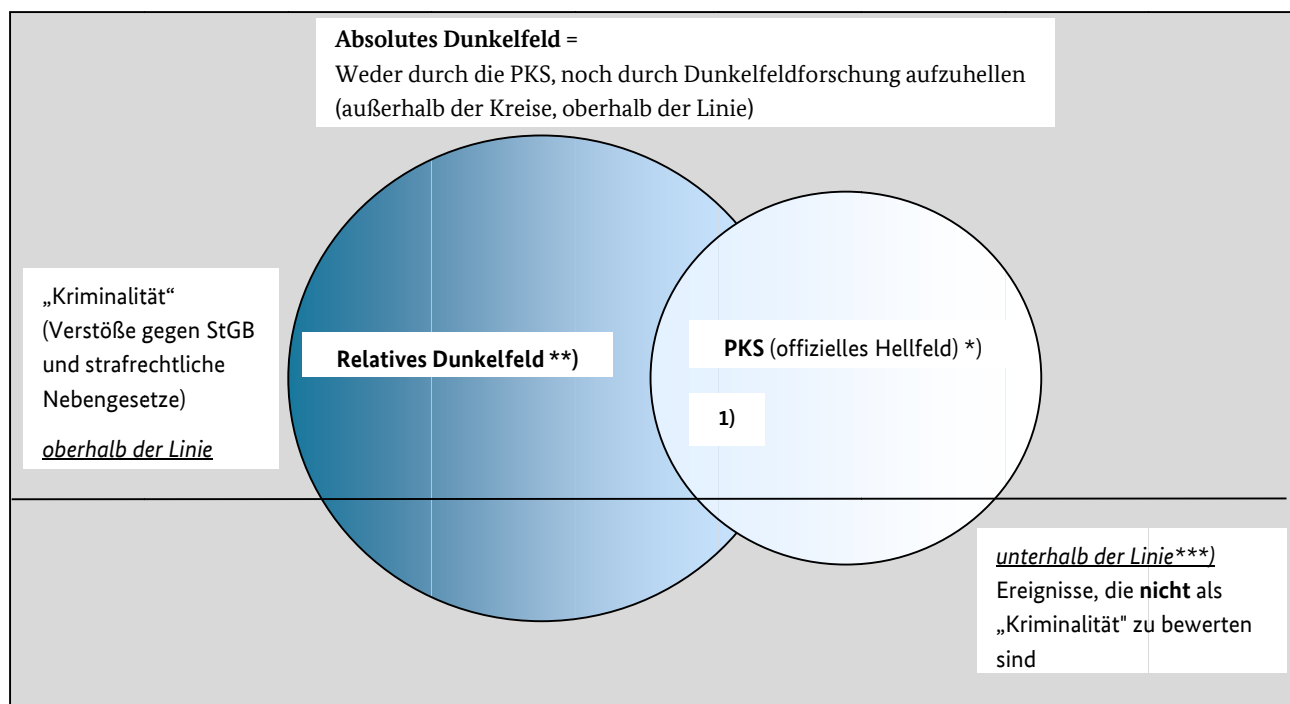 Absolutes Dunkelfeld =
Weder durch die PKS, noch durch Dunkelfeldforschung aufzuhellen
(außerhalb der Kreise, oberhalb der Linie)
„Kriminalität“
(Verstöße gegen StGB
und strafrechtliche
Nebengesetze)
oberhalb der Linie
Relatives Dunkelfeld **)
PKS (offizielles Hellfeld) *)
1)
unterhalb der Linie***)
Ereignisse, die nicht als
„Kriminalität" zu bewerten
sind